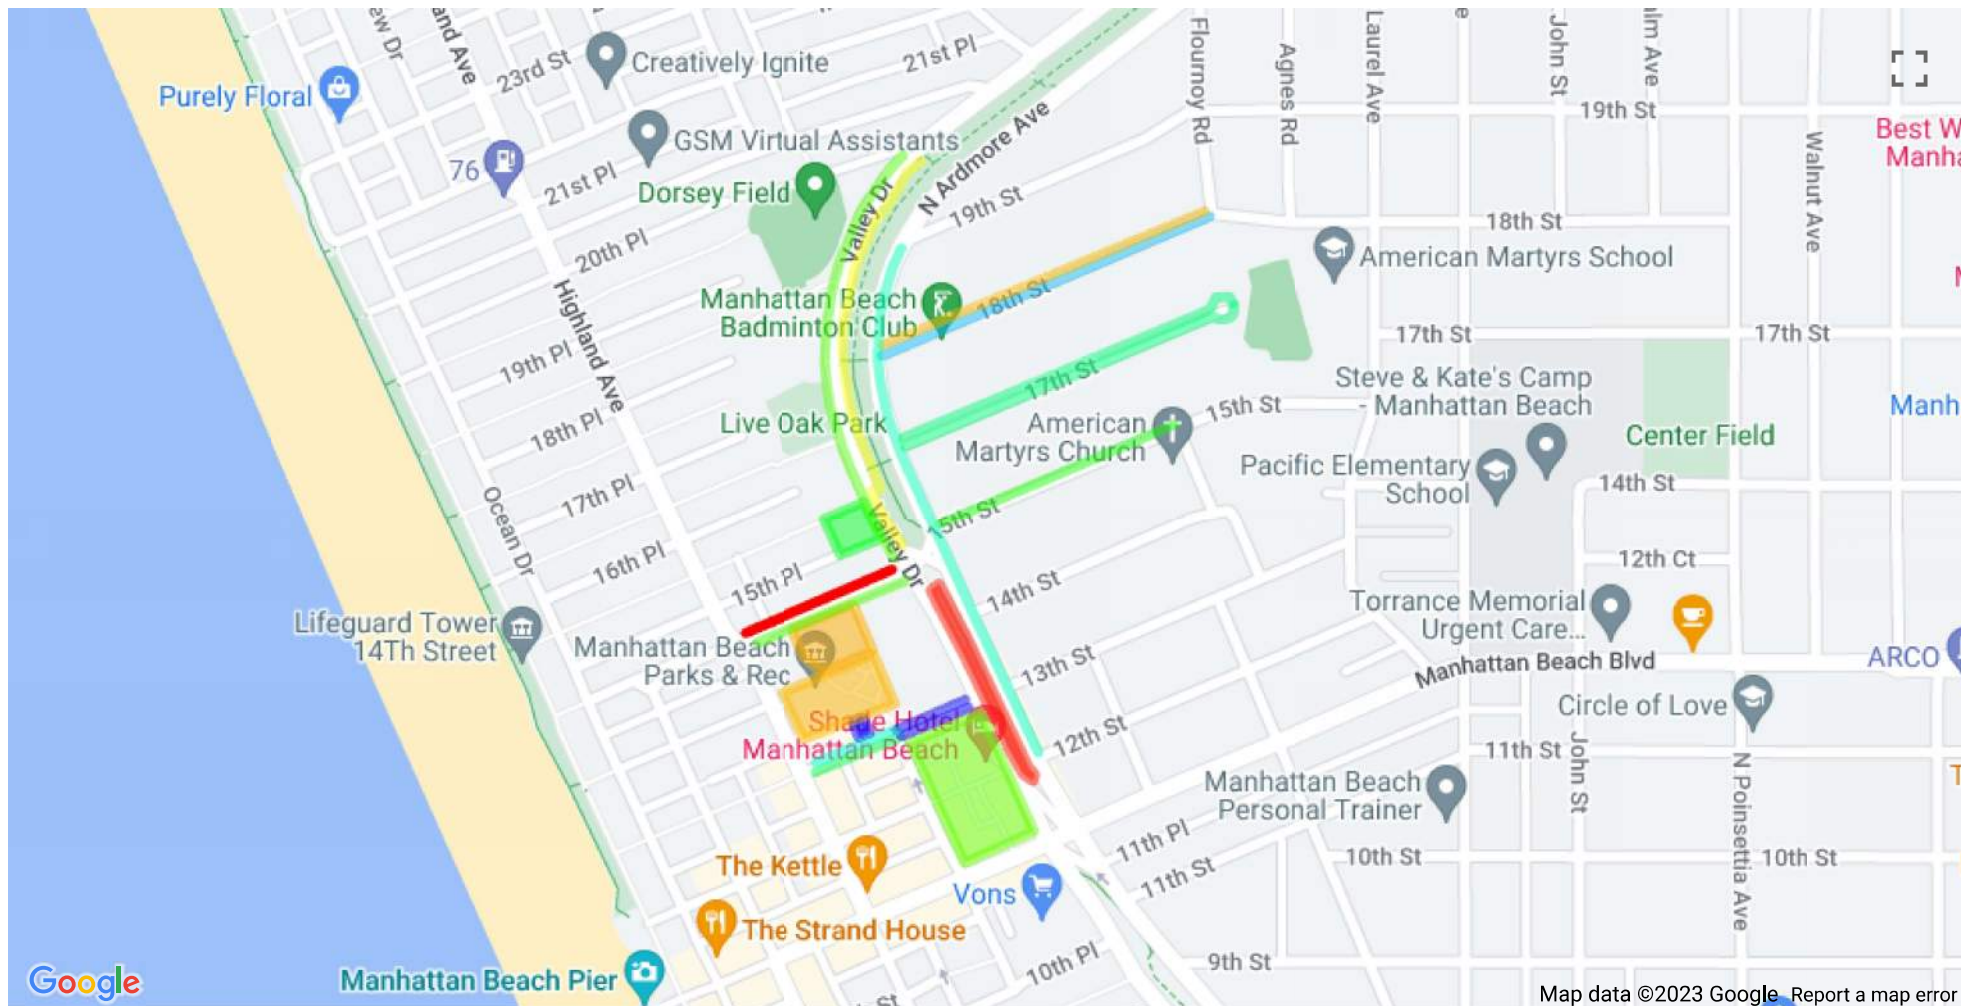 ew Dr
and Ave
23rd St
Creatively Ignite
21st Pl
Flournoy Rd
Agnes Rd
Laurel Ave
e
John St
alm Ave
Purely Floral
19th St
GSM Virtual Assistants
N Ardmore Ave
Best W
Manha
Walnut Ave
76
21st Pl
Dorsey Field
Valley Dr
19th St
18th St
20th Pl
American Martyrs School
M
Highland Ave
Manhattan Beach
Badminton Club
18th St
17th St
17th St
19th Pl
17th St
Steve & Kate's Camp
- Manhattan Beach
Manh
Live Oak Park
American
Martyrs Church
15th St
18th Pl
Center Field
Pacific Elementary
School
14th St
Ocean Dr
17th Pl
Valley Dr
15th St
16th Pl
12th Ct
15th Pl
14th St
Lifeguard Tower
14Th Street
Torrance Memorial
Urgent Care...
Manhattan Beach
Parks & Rec
13th St
Manhattan Beach Blvd
ARCO
Circle of Love
Shade Hotel
Manhattan Beach
12th St
11th St
John St
N Poinsettia Ave
T
Manhattan Beach
Personal Trainer
11th Pl
10th St
10th St
The Kettle
11th St
Vons
The Strand House
10th Pl
9th St
Manhattan Beach Pier
St
Google
Map data ©2023 Google
Report a map error